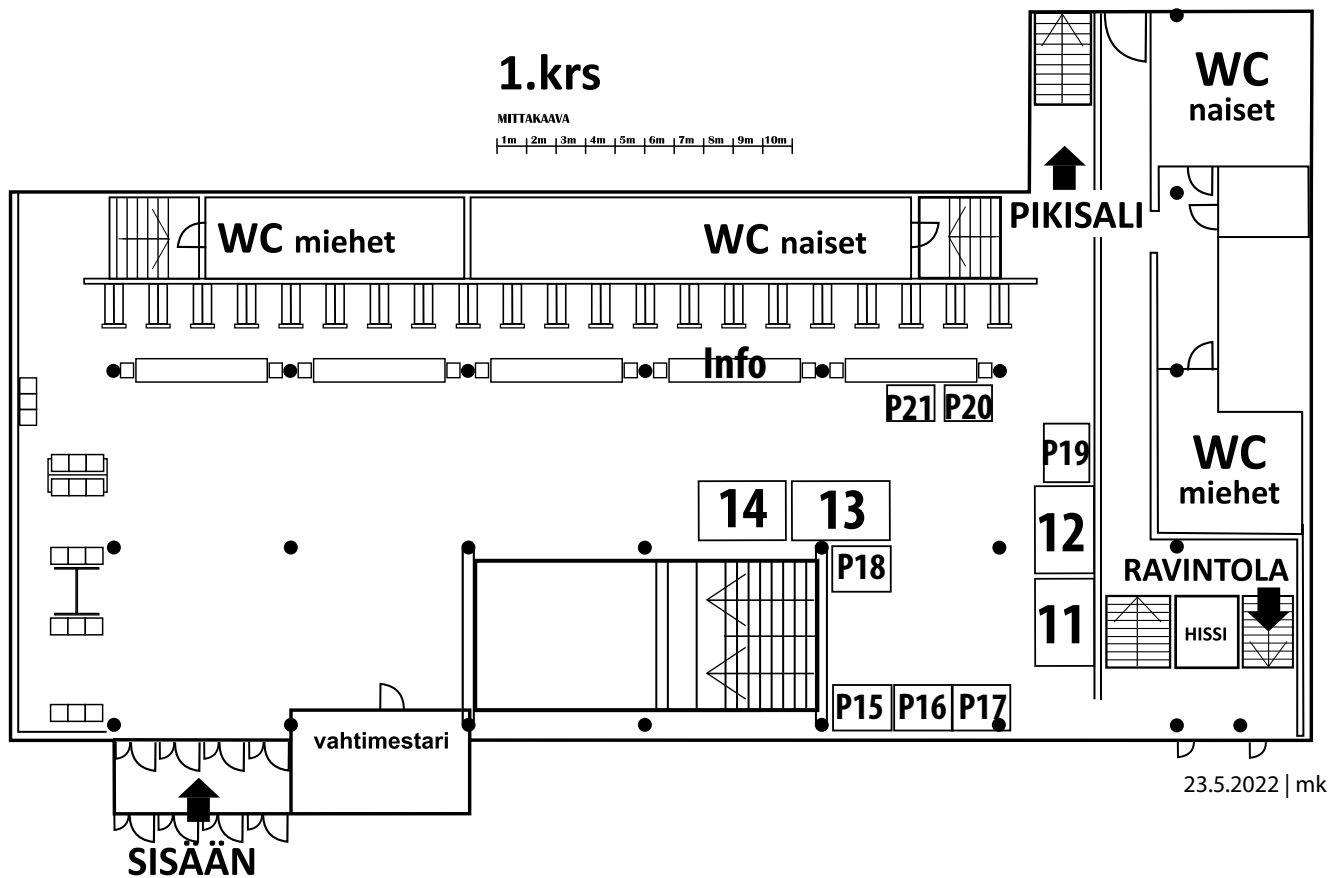 1.krs
MITTAKAAVA
1m 2m 3m 4m 5m 6m 7m 8m 9m 10m
WC
naiset
PIKISALI
WC miehet
WC naiset
Info
P21
P20
P19
14
13
12
WC
miehet
P18
RAVINTOLA
11
HISSI
P15
P16
P17
vahtimestari
23.5.2022 | mk
SISÄÄN